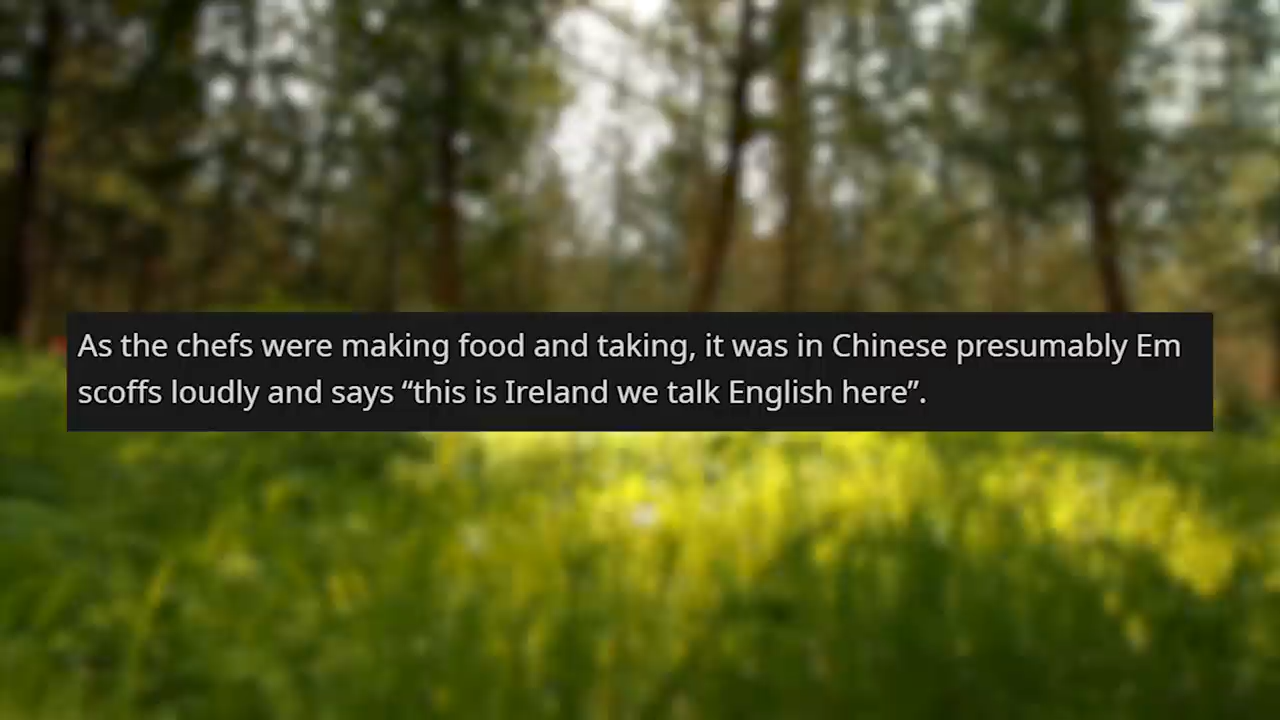 As the chefs were making food and taking, it was in Chinese presumably Em
scoffs loudly and says “this is Ireland we talk English here”.